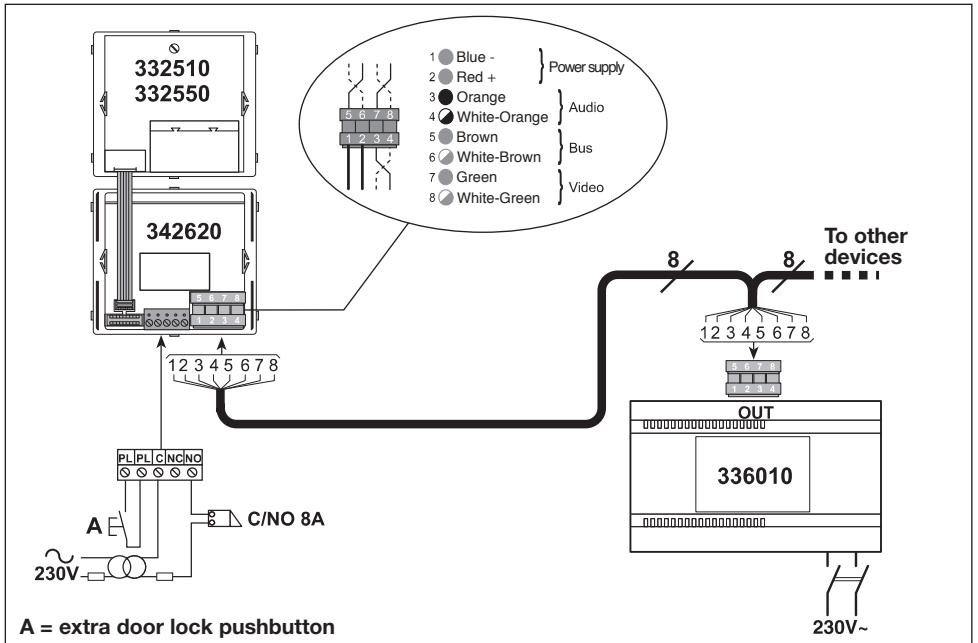 332510
332550
342620
5 6 7 8
1 2 3 4
5 6 7 8
1 2 3 4
1 Blue -
2 Red +
Power supply
3 Orange
4 White-Orange
Audio
5 Brown
6 White-Brown
Bus
7 Green
8 White-Green
Video
To other
devices
8
8
1 2 3 4 5 6 7 8
1 2 3 4 5 6 7 8
5 6 7 8
1 2 3 4
OUT
336010
PL PL C NC NO
A
C/NO 8A
230V
230V~
A = extra door lock pushbutton